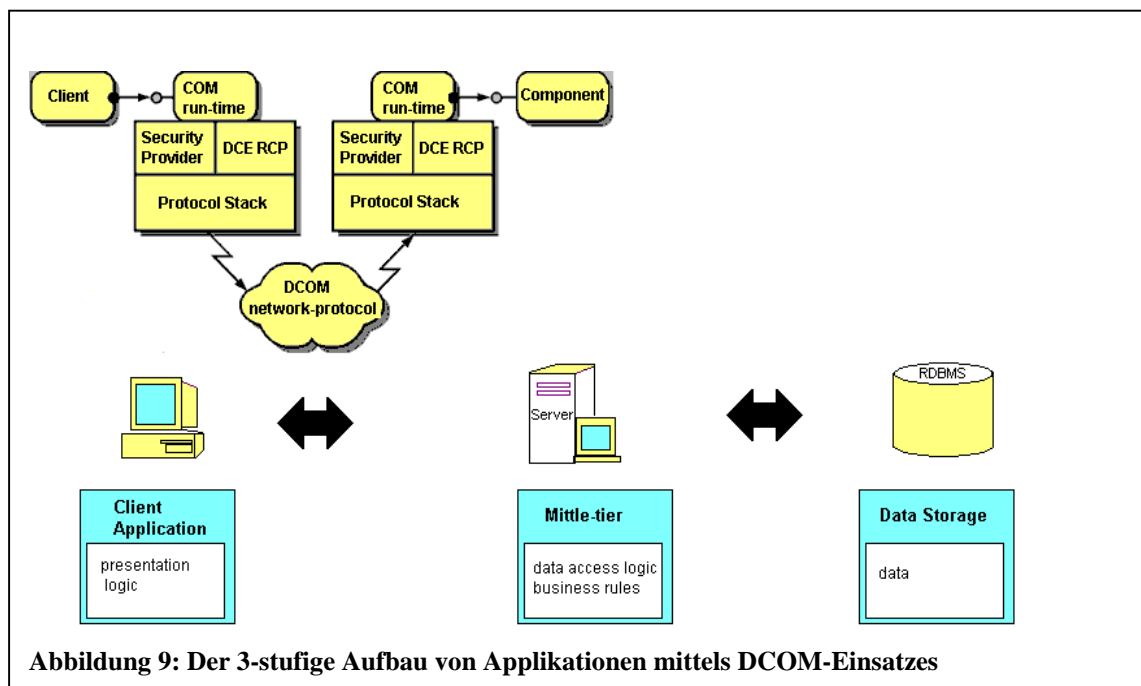 Client
COM
run-time
COM
run-time
Component
Security
Provider
DCE RCP
Protocol Stack
Security
Provider
DCE RCP
Protocol Stack
DCOM
network-protocol
Server
RDBMS
Client
Application
presentation
logic
Mittle-tier
data access logic
business rules
Data Storage
data
Abbildung 9: Der 3-stufige Aufbau von Applikationen mittels DCOM-Einsatzes